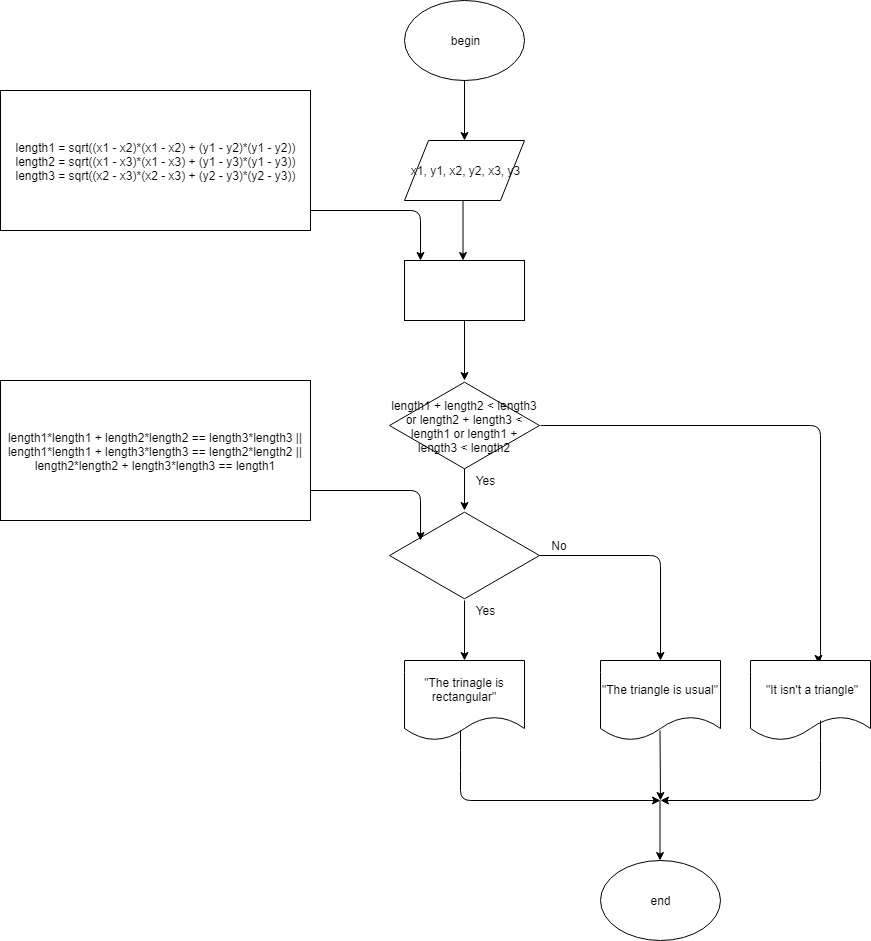 begin
length1 = sqrt((x1 - x2)*(x1 - x2) + (y1 - y2)*(y1 - y2))
length2 = sqrt((x1 - x3)*(x1 - x3) + (y1 - y3)*(y1 - y3))
length3 = sqrt((x2 - x3)*(x2 - x3) + (y2 - y3)*(y2 - y3))
x1, y1, x2, y2, x3, y3
length1 + length2 < length3
or length2 + length3 <
length1 or length1 +
length3 < length2
length1*length1 + length2*length2 == length3*length3 ||
length1*length1 + length3*length3 == length2*length2 ||
length2*length2 + length3*length3 == length1
Yes
No
Yes
"The trinagle is
rectangular"
"The triangle is usual"
"It isn't a triangle"
end